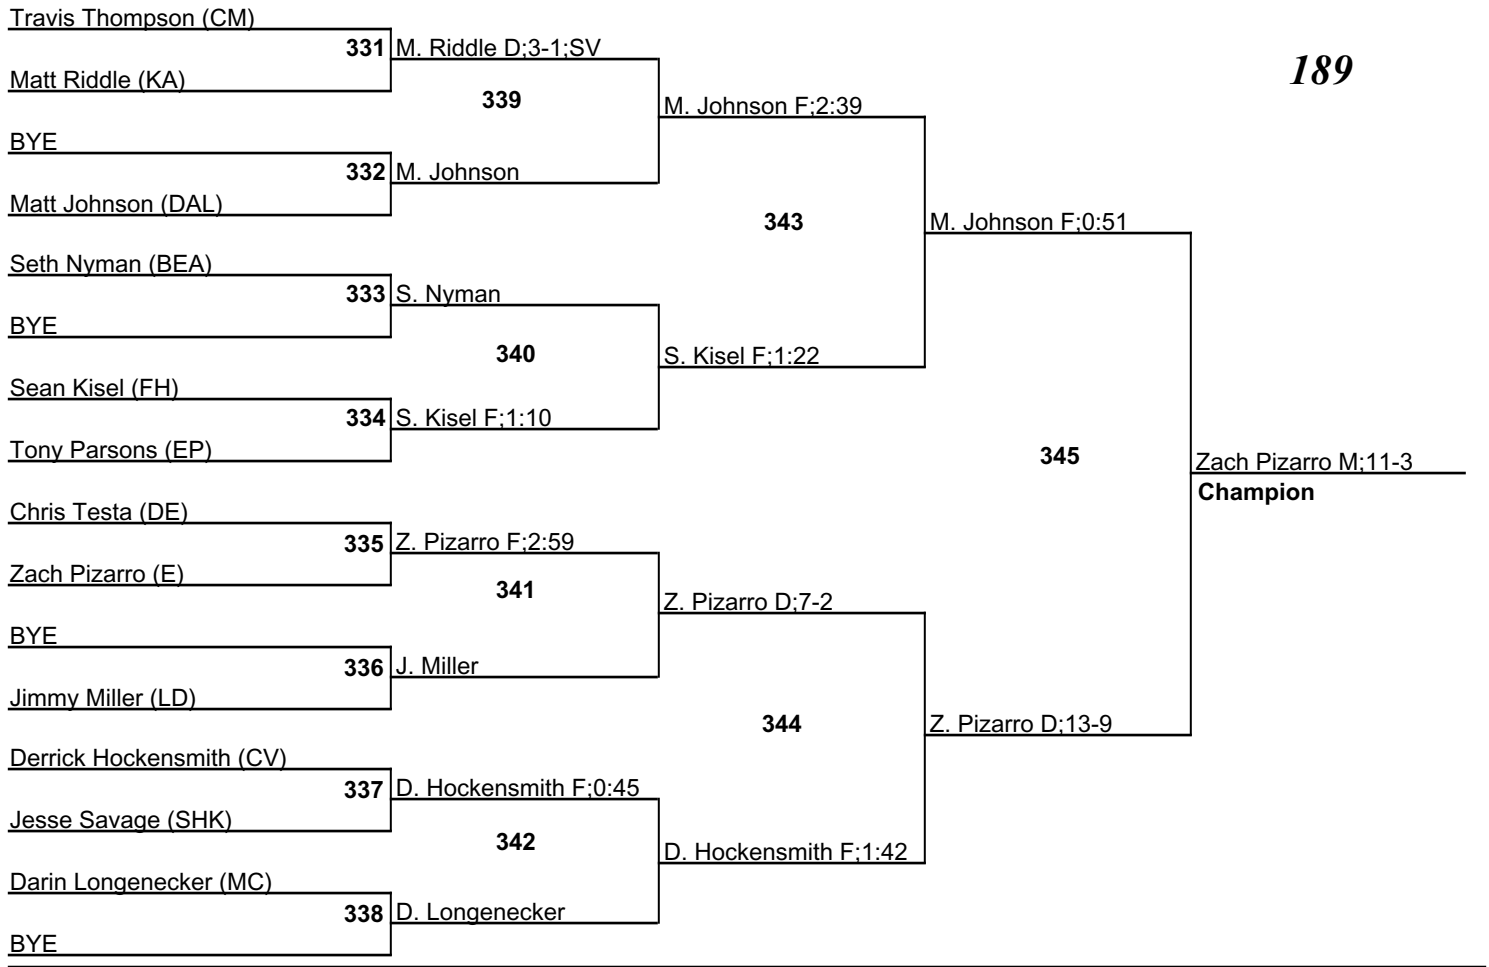 Travis Thompson (CM)
331 M. Riddle D;3-1;SV
189
Matt Riddle (KA)
339
M. Johnson F;2:39
BYE
332 M. Johnson
Matt Johnson (DAL)
343
M. Johnson F;0:51
Seth Nyman (BEA)
333 S. Nyman
BYE
340
S. Kisel F;1:22
Sean Kisel (FH)
334 S. Kisel F;1:10
Tony Parsons (EP)
345
Zach Pizarro M;11-3
Champion
Chris Testa (DE)
335 Z. Pizarro F;2:59
Zach Pizarro (E)
341
Z. Pizarro D;7-2
BYE
336 J. Miller
Jimmy Miller (LD)
344
Z. Pizarro D;13-9
Derrick Hockensmith (CV)
337 D. Hockensmith F;0:45
Jesse Savage (SHK)
342
D. Hockensmith F;1:42
Darin Longenecker (MC)
338 D. Longenecker
BYE